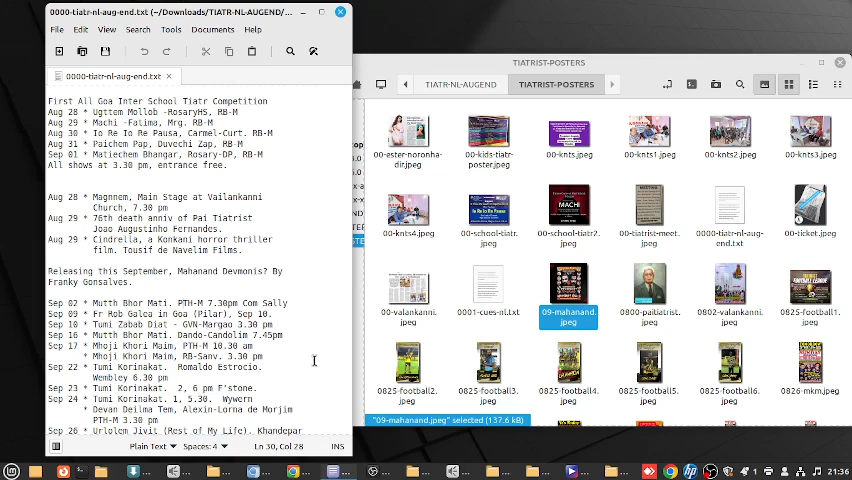 0000-tiatr-nl-aug-end.txt (~/Downloads/TIATR-NL-AUGEND/...
File Edit View Search Tools Documents Help
0000-tiatr-nl-aug-end.txt
First All Goa Inter School Tiatr Competition
Aug 28 * Ugttem Mollob -RosaryHS, RB-M
Aug 29 * Machi -Fatima, Mrg. RB-M
Aug 30 * Io Re Io Re Pausa, Carmel-Curt. RB-M
Aug 31 * Paichem Pap, Duvechi Zap, RB-M
Sep 01 * Matiechem Bhangar, Rosary-DP, RB-M
All shows at 3.30 pm, entrance free.
Aug 28 * Magnnem, Main Stage at Vailankanni
Church, 7.30 pm
Aug 29 * 76th death anniv of Pai Tiatrist
Joao Augustinho Fernandes.
Aug 29 * Cindrella, a Konkani horror thriller
film. Tousif de Navelim Films.
Releasing this September, Mahanand Devmonis? By
Franky Gonsalves.
Sep 02 * Mutth Bhor Mati. PTH-M 7.30pm Com Sally
Sep 09 * Fr Rob Galea in Goa (Pilar), Sep 10.
Sep 10 * Tumi Zabab Diat - GVN-Margao 3.30 pm
Sep 16 * Mutth Bhor Mati. Dando-Candolim 7.45pm
Sep 17 * Mhoji Khori Maim, PTH-M 10.30 am
* Mhoji Khori Maim, RB-Sanv. 3.30 pm
Sep 22 * Tumi Korinakat.  Romaldo Estrocio.
Wembley 6.30 pm
Sep 23 * Tumi Korinakat.  2, 6 pm F'stone.
Sep 24 * Tumi Korinakat. 1, 5.30.  Wywern
* Devan Deilma Tem, Alexin-Lorna de Morjim
PTH-M 3.30 pm
Sep 26 * Urlolem Jivit (Rest of My Life). Khandepar
Plain Text Spaces: 4 Ln 30, Col 28 INS
TIATRIST-POSTERS
TIATR-NL-AUGEND TIATRIST-POSTERS
00-ester-noronha-dir.jpeg
00-kids-tiatr-poster.jpeg
00-knts.jpeg
00-knts1.jpeg
00-knts2.jpeg
00-knts3.jpeg
00-knts4.jpeg
00-school-tiatr.jpeg
00-school-tiatr2.jpeg
00-tiatrist-meet.jpeg
0000-tiatr-nl-aug-end.txt
00-ticket.jpeg
00-valankanni.jpeg
0001-cues-nl.txt
09-mahanand.jpeg
0800-paitiatrist.jpeg
0802-valankanni.jpeg
0825-football1.jpeg
0825-football2.jpeg
0825-football3.jpeg
0825-football4.jpeg
0825-football5.jpeg
0825-football6.jpeg
0826-mkm.jpeg
MACHI
Io Re Io Re
MEETING
"09-mahanand.jpeg" selected (137.6 kB)
21:36